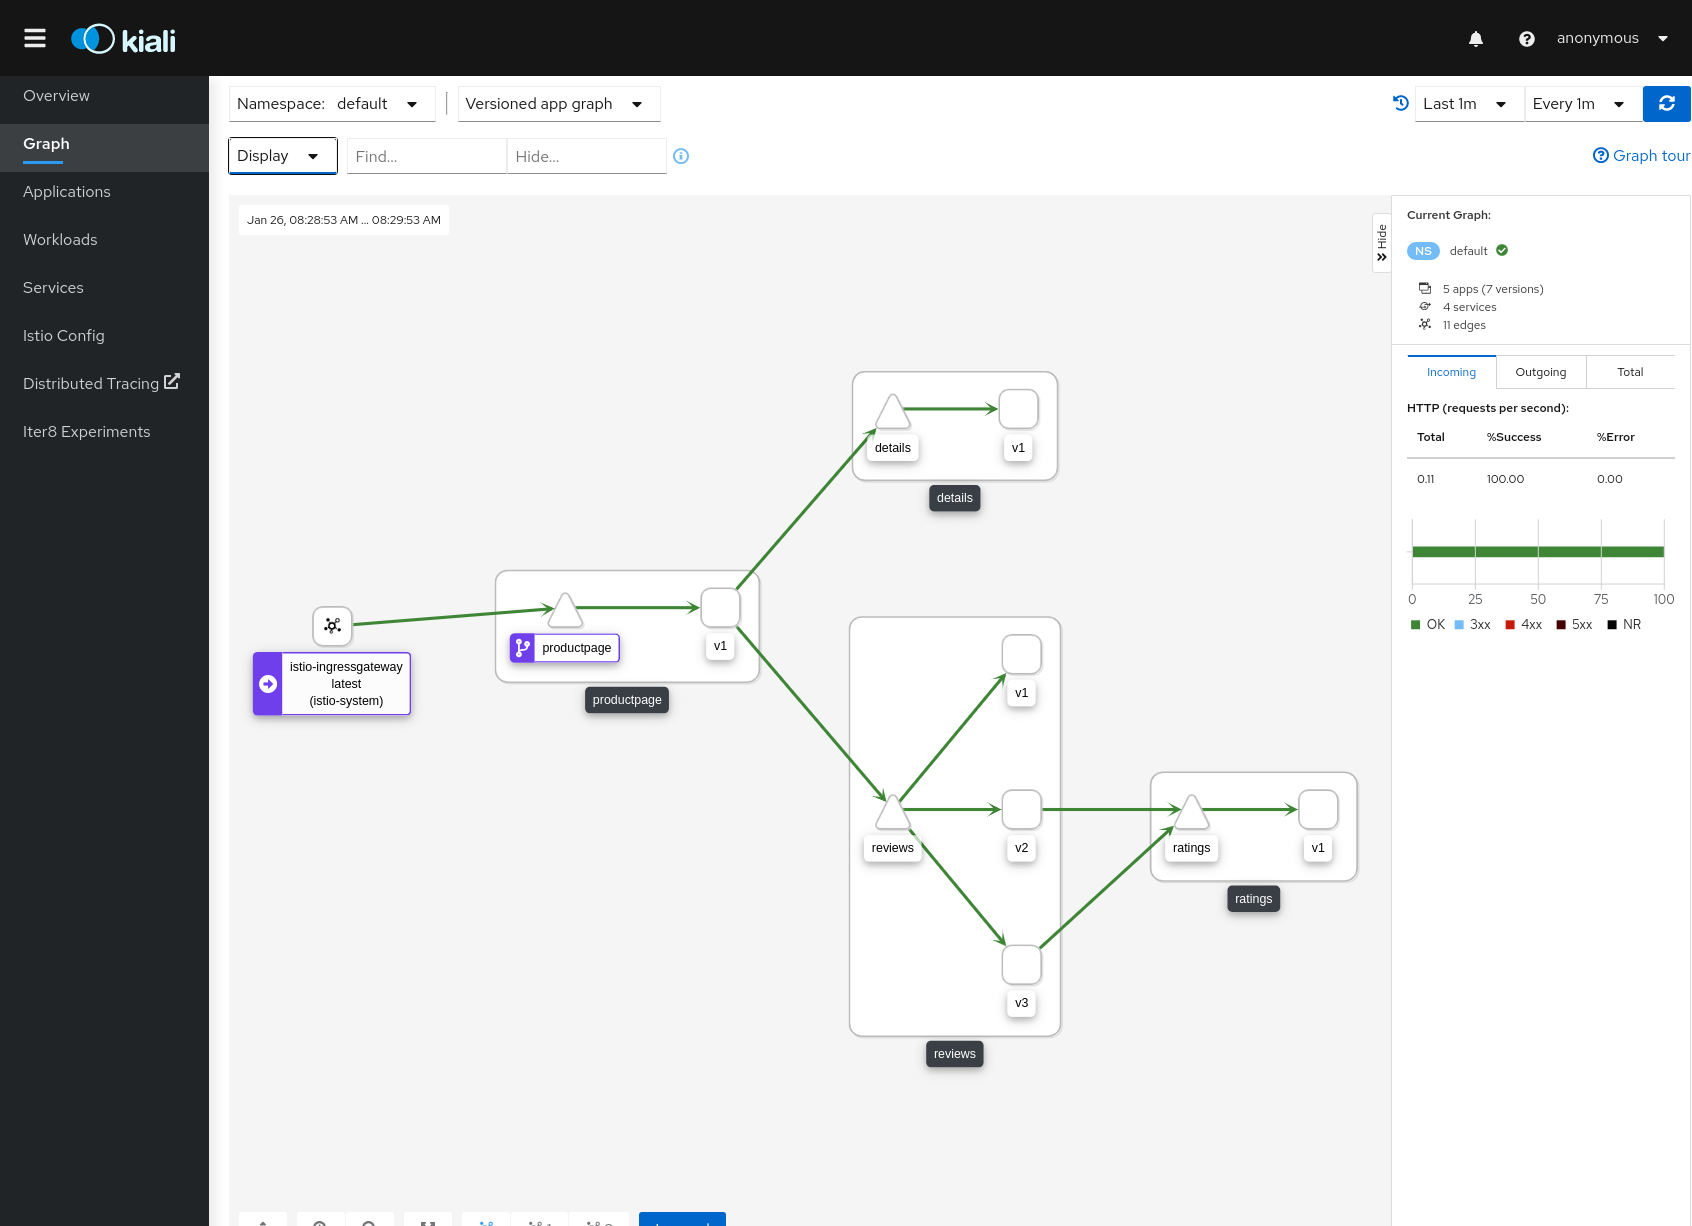 kiali
anonymous
Overview
Graph
Applications
Workloads
Services
Istio Config
Distributed Tracing
Iter8 Experiments
Namespace: default
Versioned app graph
Last 1m
Every 1m
Display
Find...
Hide...
Graph tour
Jan 26, 08:28:53 AM ... 08:29:53 AM
Hide
details
v1
details
productpage
v1
productpage
istio-ingressgateway
latest
(istio-system)
v1
reviews
v2
v3
reviews
ratings
v1
ratings
Current Graph:
NS default
5 apps (7 versions)
4 services
11 edges
Incoming
Outgoing
Total
HTTP (requests per second):
Total %Success %Error
0.11 100.00 0.00
0 25 50 75 100
OK 3xx 4xx 5xx NR